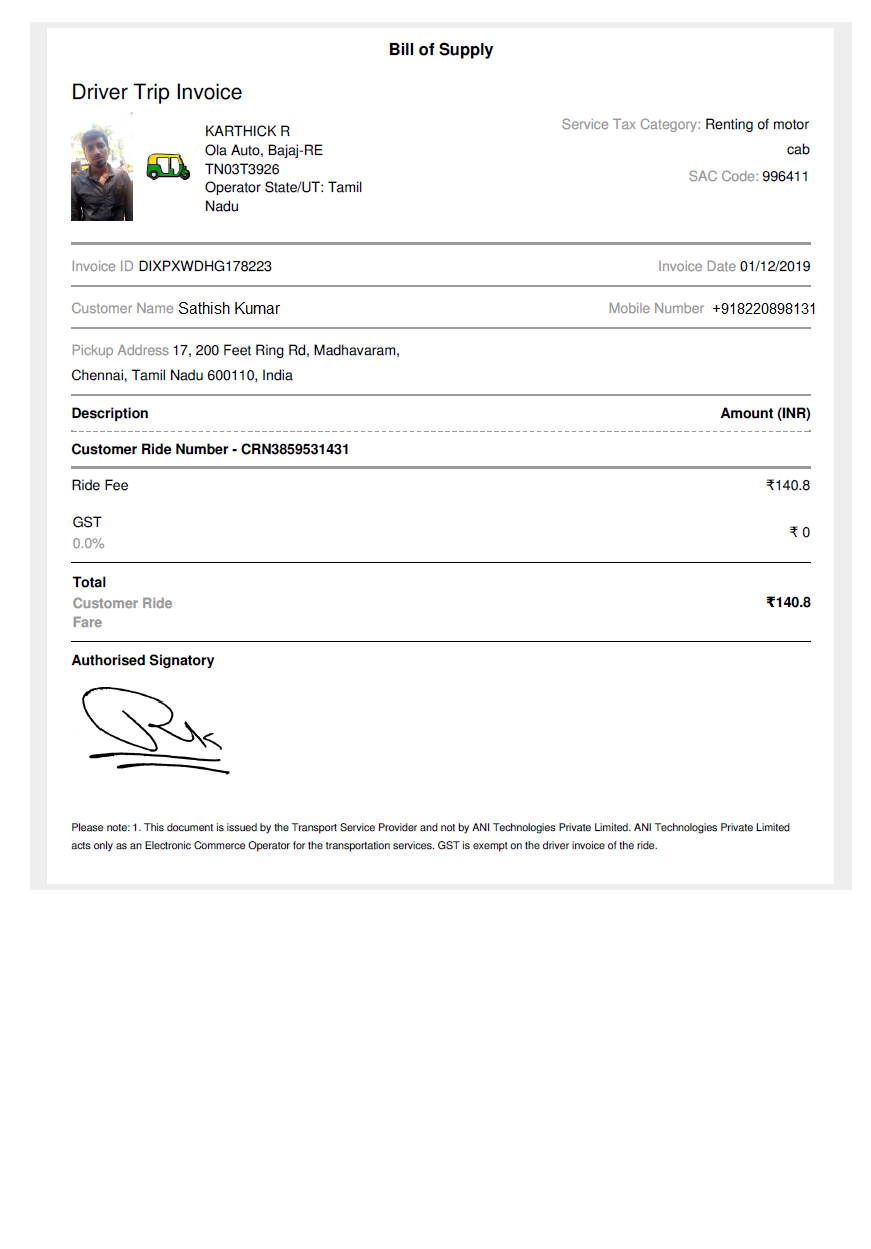 Bill of Supply
Driver Trip Invoice
KARTHICK R
Ola Auto, Bajaj-RE
TN03T3926
Operator State/UT: Tamil
Nadu
Service Tax Category: Renting of motor
cab
SAC Code: 996411
Invoice ID DIXPXWDHG178223
Invoice Date 01/12/2019
Customer Name Sathish Kumar
Mobile Number +918220898131
Pickup Address 17, 200 Feet Ring Rd, Madhavaram,
Chennai, Tamil Nadu 600110, India
Description Amount (INR)
Customer Ride Number - CRN3859531431
Ride Fee ₹140.8
GST
0.0%
₹ 0
Total
Customer Ride
Fare
₹140.8
Authorised Signatory
Please note: 1. This document is issued by the Transport Service Provider and not by ANI Technologies Private Limited. ANI Technologies Private Limited
acts only as an Electronic Commerce Operator for the transportation services. GST is exempt on the driver invoice of the ride.